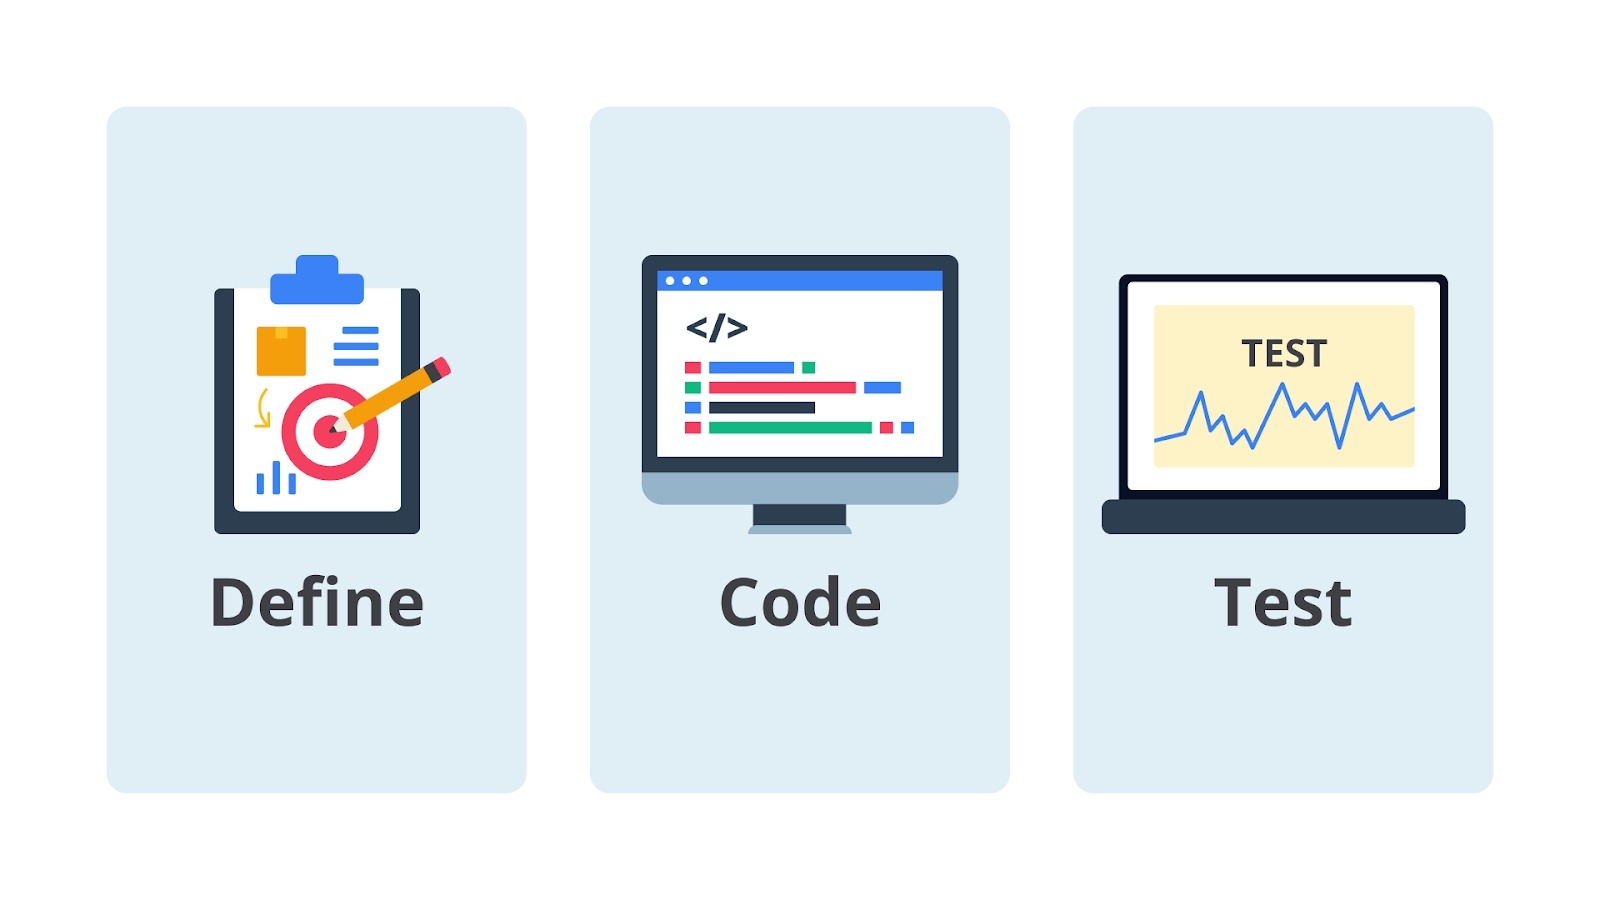 </>
TEST
Define
Code
Test